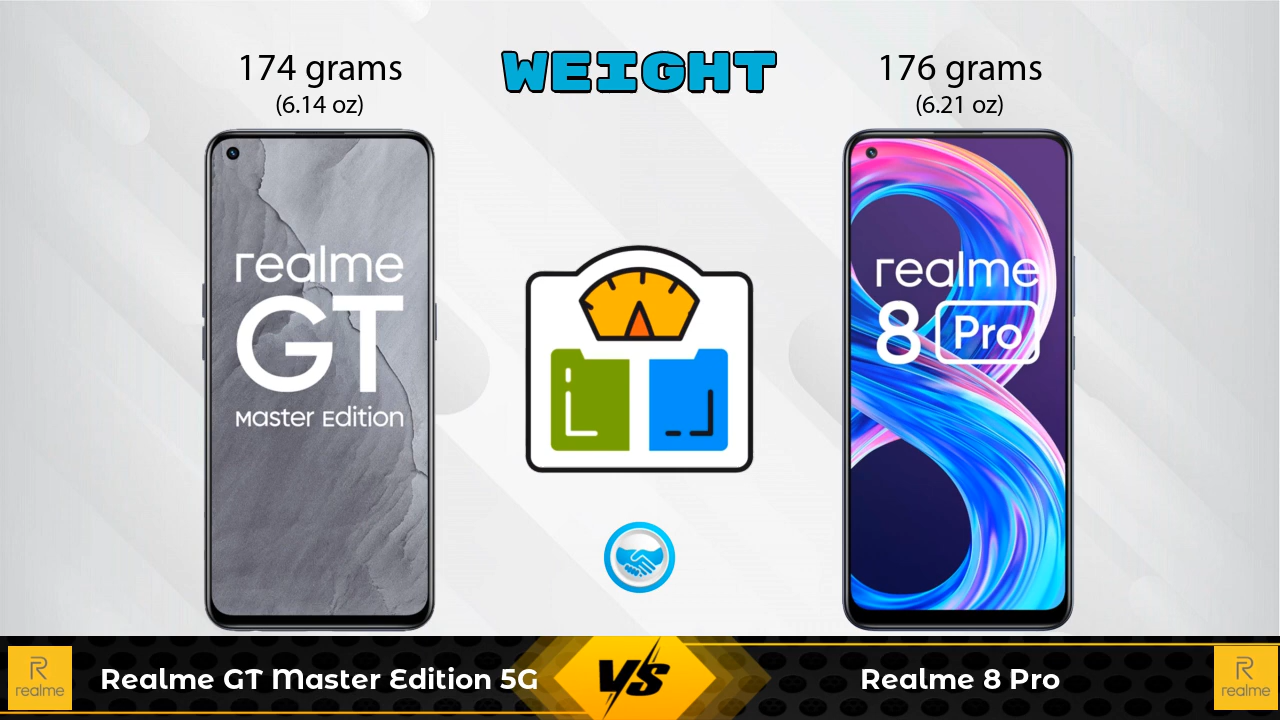 WEIGHT
174 grams
(6.14 oz)
176 grams
(6.21 oz)
realme
GT
Master Edition
realme
8 Pro
realme
Realme GT Master Edition 5G
VS
Realme 8 Pro
realme